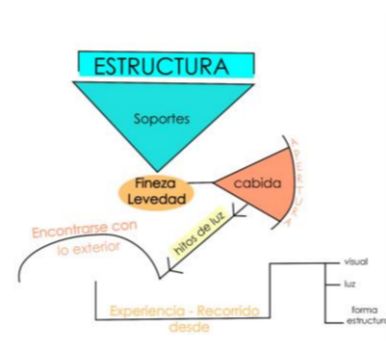 ESTRUCTURA
Soportes
Fineza
Levedad
cabida
APERTURA
hitos de luz
Encontrarse con
lo exterior
Experiencia - Recorrido
desde
visual
luz
forma
estructura